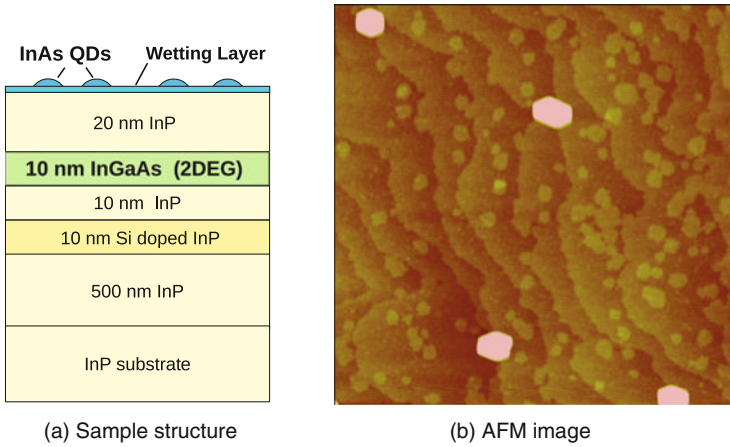 InAs QDs
Wetting Layer
20 nm InP
10 nm InGaAs (2DEG)
10 nm InP
10 nm Si doped InP
500 nm InP
InP substrate
(a) Sample structure
(b) AFM image